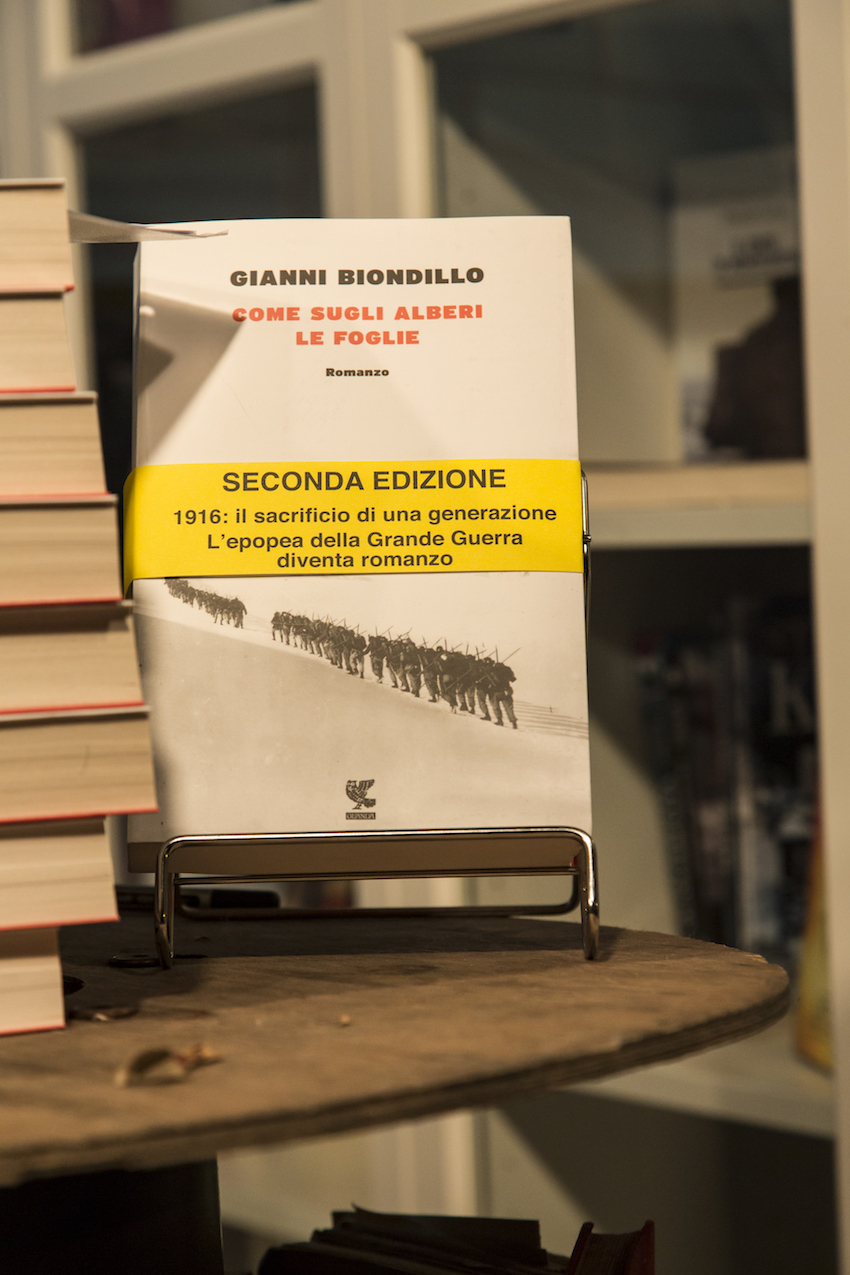 GIANNI BIONDILLO
COME SUGLI ALBERI
LE FOGLIE
Romanzo
SECONDA EDIZIONE
1916: il sacrificio di una generazione
L'epopea della Grande Guerra
diventa romanzo
GUANDA